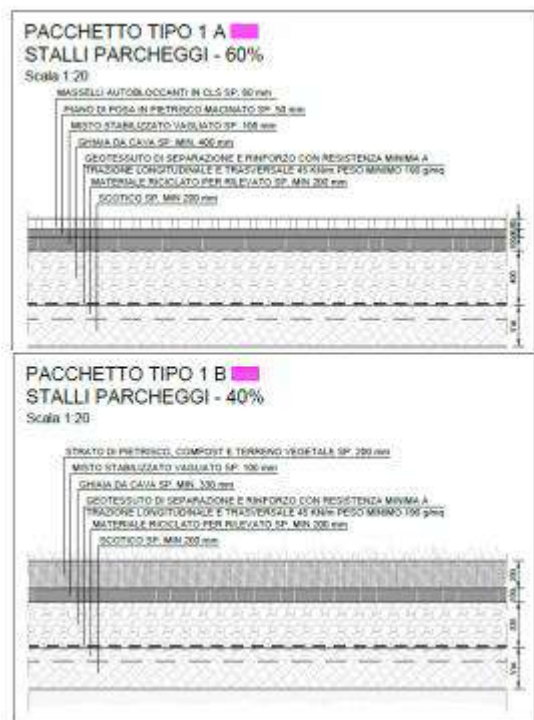 PACCHETTO TIPO 1 A
STALLI PARCHEGGI - 60%
Scala 1:20
MASSELLI AUTOBLOCCANTI IN CLS SP. 80 mm
PIANO DI POSA IN PIETRISCO MACINATO SP. 50 mm
MISTO STABILIZZATO VAGLIATO SP. 100 mm
GHIAIA DA CAVA SP. MIN. 400 mm
GEOTESSUTO DI SEPARAZIONE E RINFORZO CON RESISTENZA MINIMA A
TRAZIONE LONGITUDINALE E TRASVERSALE 45 KN/m PESO MINIMO 190 g/mq
MATERIALE RICICLATO PER RILEVATO SP. MIN 200 mm
SCOTICO SP. MIN 200 mm
400
PACCHETTO TIPO 1 B
STALLI PARCHEGGI - 40%
Scala 1:20
STRATO DI PIETRISCO, COMPOST E TERRENO VEGETALE SP. 200 mm
MISTO STABILIZZATO VAGLIATO SP. 100 mm
GHIAIA DA CAVA SP. MIN. 330 mm
GEOTESSUTO DI SEPARAZIONE E RINFORZO CON RESISTENZA MINIMA A
TRAZIONE LONGITUDINALE E TRASVERSALE 45 KN/m PESO MINIMO 190 g/mq
MATERIALE RICICLATO PER RILEVATO SP. MIN 200 mm
SCOTICO SP. MIN 200 mm
200
100
330